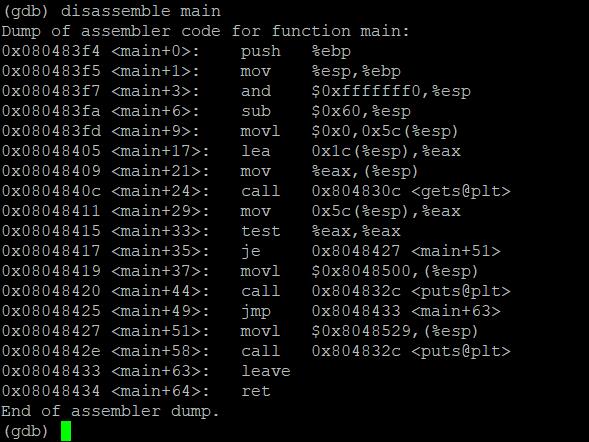 (gdb) disassemble main
Dump of assembler code for function main:
0x080483f4 <main+0>:   push   %ebp
0x080483f5 <main+1>:   mov    %esp,%ebp
0x080483f7 <main+3>:   and    $0xfffffff0,%esp
0x080483fa <main+6>:   sub    $0x60,%esp
0x080483fd <main+9>:   movl   $0x0,0x5c(%esp)
0x08048405 <main+17>:  lea    0x1c(%esp),%eax
0x08048409 <main+21>:  mov    %eax,(%esp)
0x0804840c <main+24>:  call   0x804830c <gets@plt>
0x08048411 <main+29>:  mov    0x5c(%esp),%eax
0x08048415 <main+33>:  test   %eax,%eax
0x08048417 <main+35>:  je     0x8048427 <main+51>
0x08048419 <main+37>:  movl   $0x8048500,(%esp)
0x08048420 <main+44>:  call   0x804832c <puts@plt>
0x08048425 <main+49>:  jmp    0x8048433 <main+63>
0x08048427 <main+51>:  movl   $0x8048529,(%esp)
0x0804842e <main+58>:  call   0x804832c <puts@plt>
0x08048433 <main+63>:  leave
0x08048434 <main+64>:  ret
End of assembler dump.
(gdb)